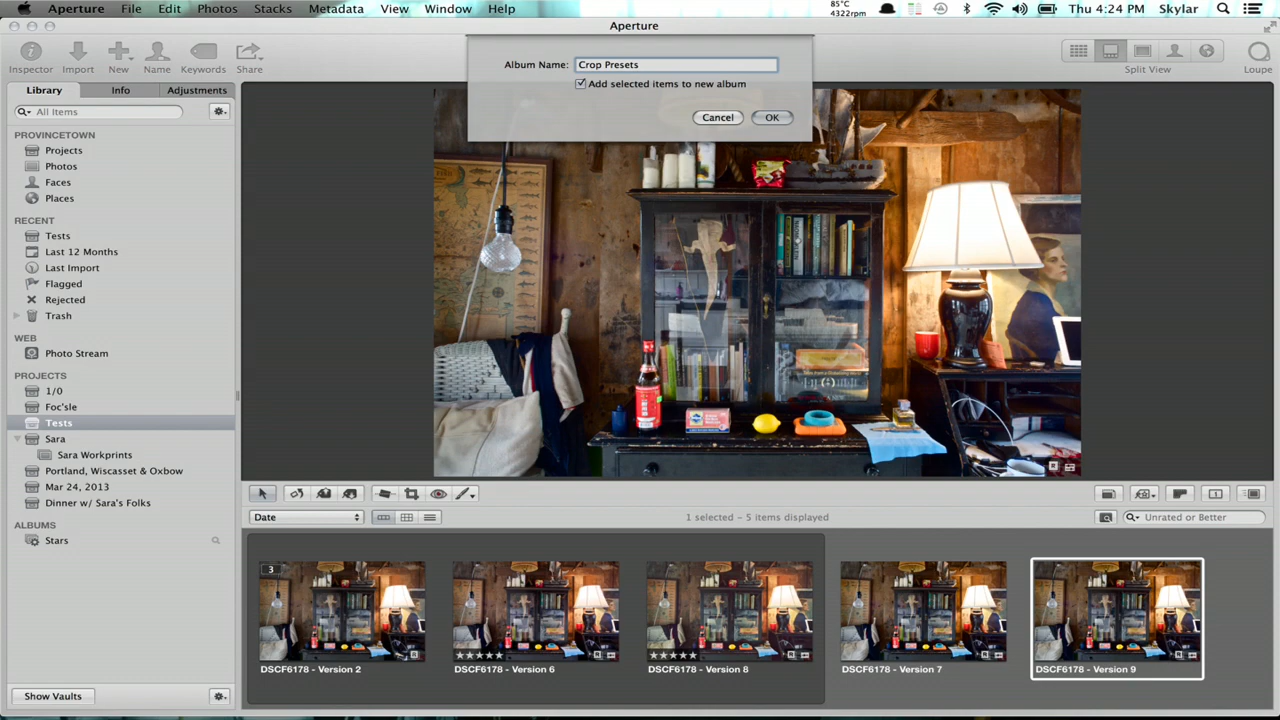 Aperture File Edit Photos Stacks Metadata View Window Help 85°C 4322rpm Thu 4:24 PM Skylar
Aperture
Album Name: Crop Presets
Add selected items to new album
Cancel OK
Inspector Import New Name Keywords Share
Split View Loupe
Library Info Adjustments
All Items
PROVINCETOWN
Projects
Photos
Faces
Places
RECENT
Tests
Last 12 Months
Last Import
Flagged
Rejected
Trash
WEB
Photo Stream
PROJECTS
1/0
Foc'sle
Tests
Sara
Sara Workprints
Portland, Wiscasset & Oxbow
Mar 24, 2013
Dinner w/ Sara's Folks
ALBUMS
Stars
Show Vaults
1
Date
1 selected – 5 items displayed
Unrated or Better
3
DSCF6178 – Version 2
DSCF6178 – Version 6
DSCF6178 – Version 8
DSCF6178 – Version 7
DSCF6178 – Version 9